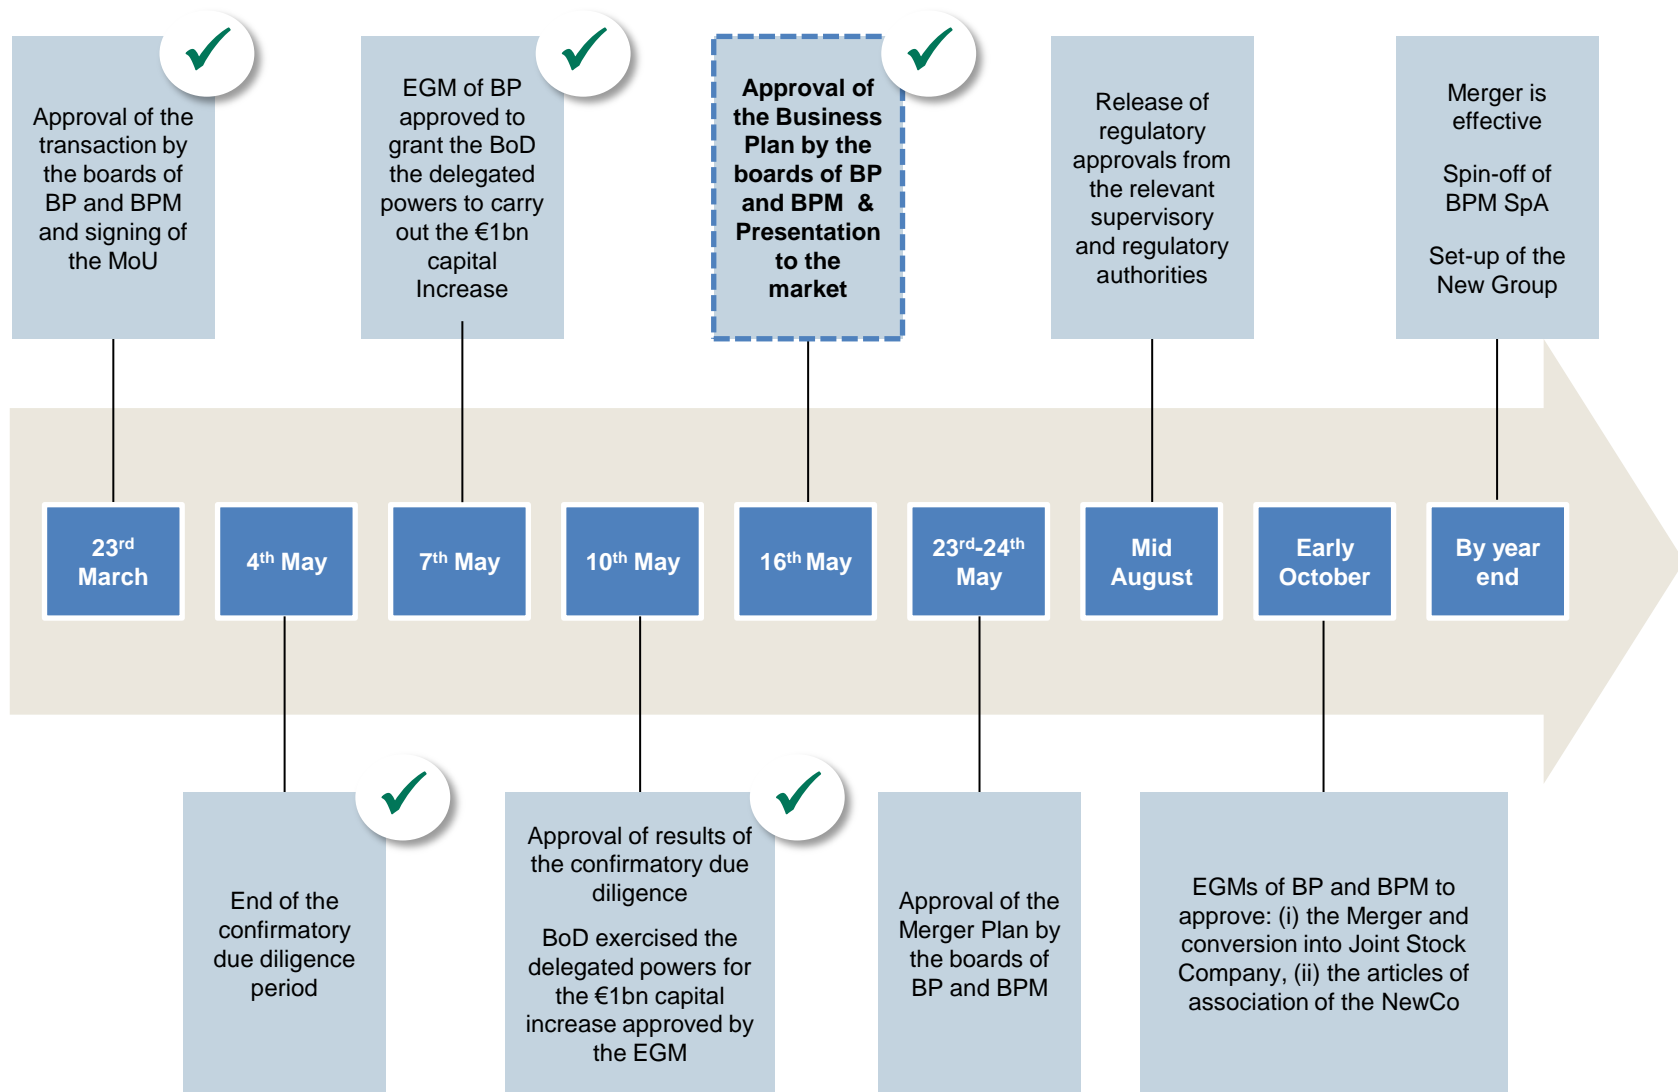 Approval of the
transaction by
the boards of
BP and BPM
and signing of
the MoU
EGM of BP
approved to
grant the BoD
the delegated
powers to carry
out the €1bn
capital
Increase
Approval of
the Business
Plan by the
boards of BP
and BPM &
Presentation
to the
market
Release of
regulatory
approvals from
the relevant
supervisory
and regulatory
authorities
Merger is
effective
Spin-off of
BPM SpA
Set-up of the
New Group
23rd
March
4th May
7th May
10th May
16th May
23rd-24th
May
Mid
August
Early
October
By year
end
End of the
confirmatory
due diligence
period
Approval of results of
the confirmatory due
diligence
BoD exercised the
delegated powers for
the €1bn capital
increase approved by
the EGM
Approval of the
Merger Plan by
the boards of
BP and BPM
EGMs of BP and BPM to
approve: (i) the Merger and
conversion into Joint Stock
Company, (ii) the articles of
association of the NewCo